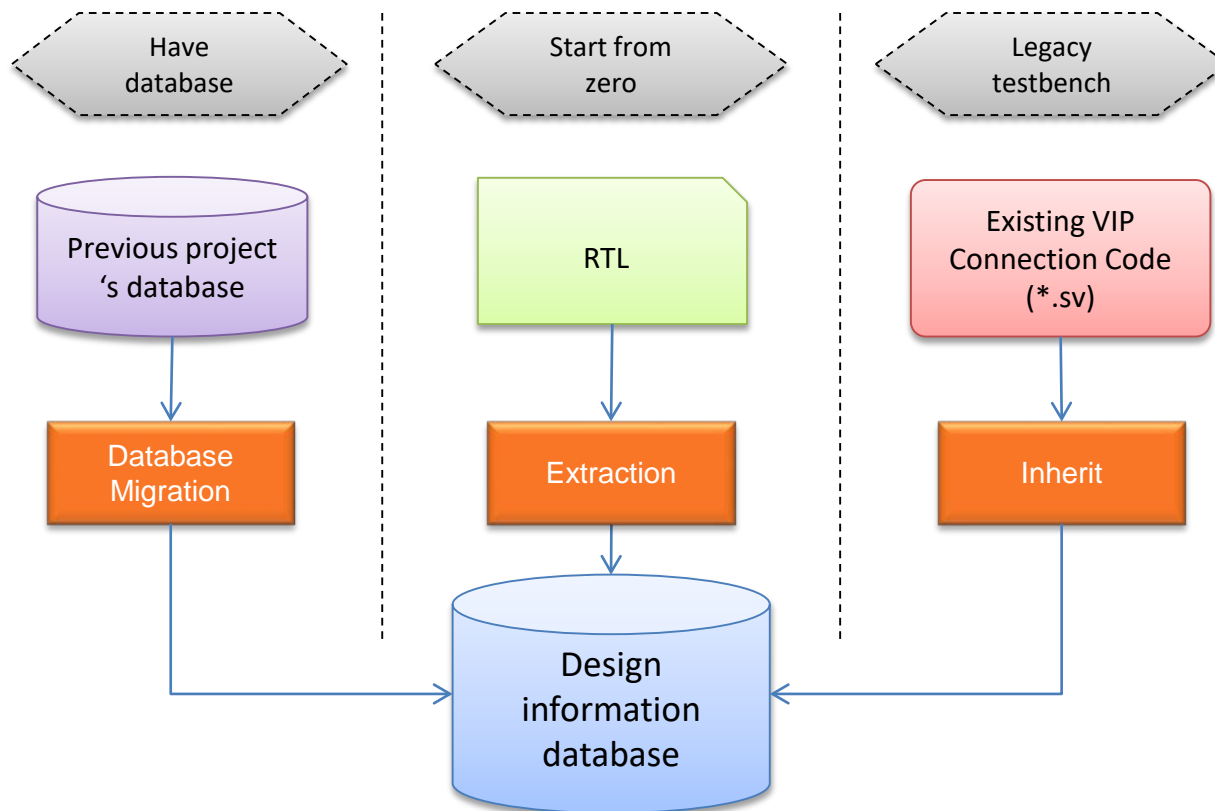 Have
database
Start from
zero
Legacy
testbench
Previous project
‘s database
RTL
Existing VIP
Connection Code
(*.sv)
Database
Migration
Extraction
Inherit
Design
information
database